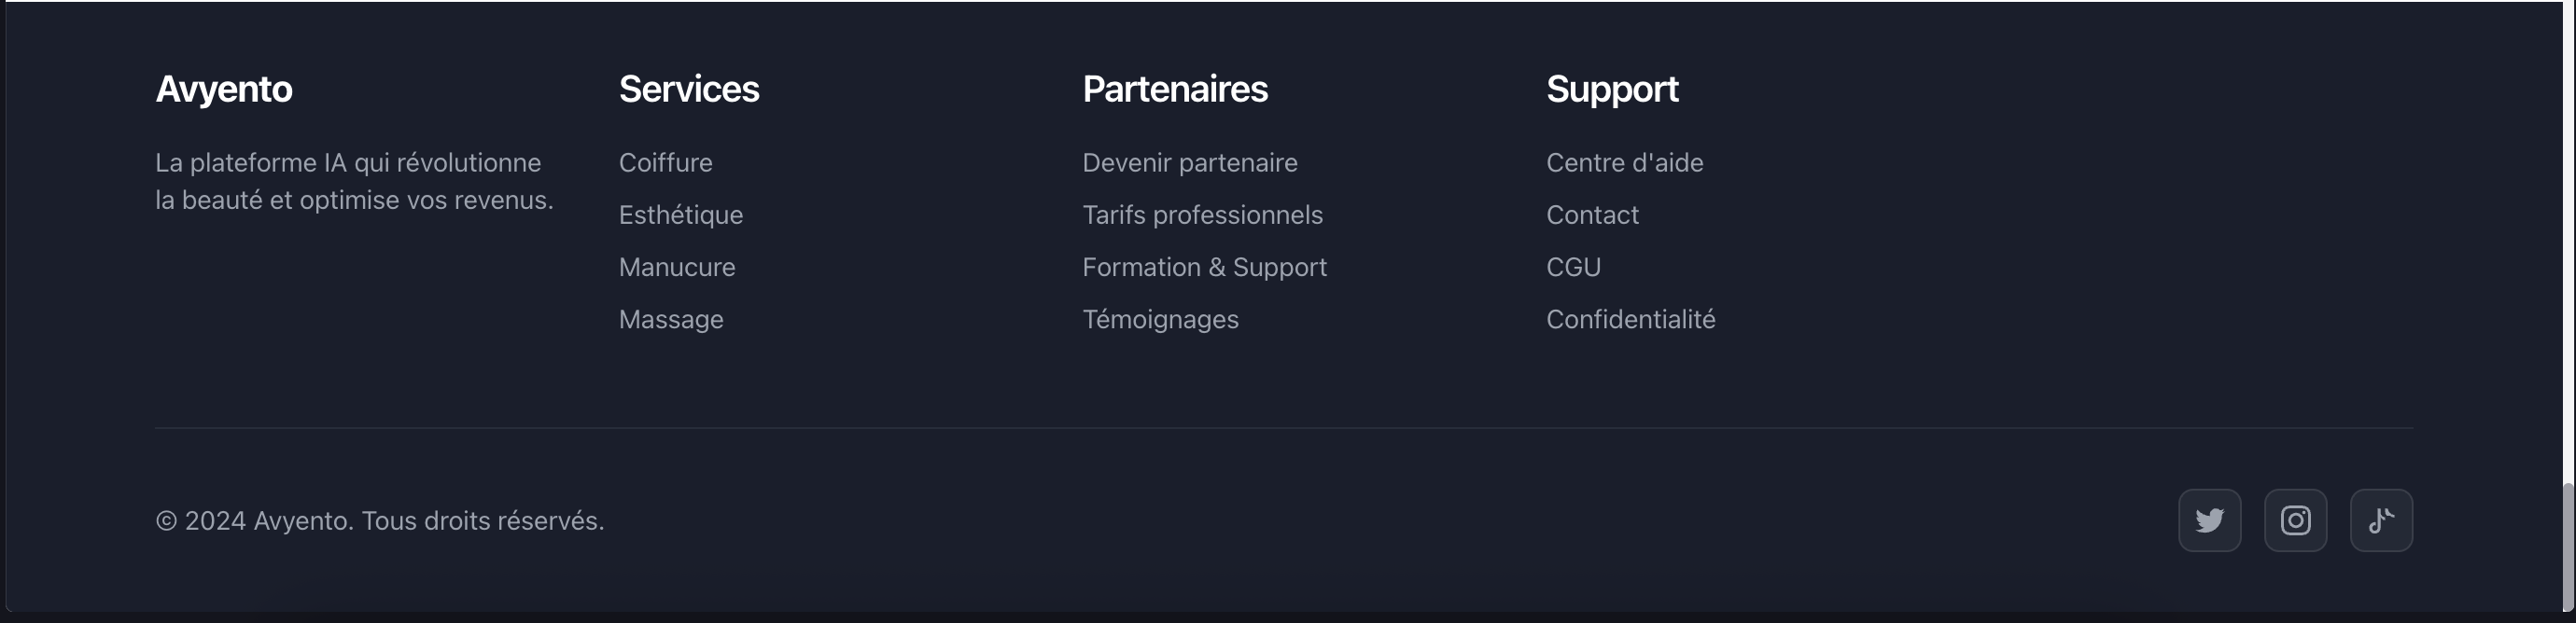 Avyento
La plateforme IA qui révolutionne
la beauté et optimise vos revenus.
Services
Coiffure
Esthétique
Manucure
Massage
Partenaires
Devenir partenaire
Tarifs professionnels
Formation & Support
Témoignages
Support
Centre d'aide
Contact
CGU
Confidentialité
© 2024 Avyento. Tous droits réservés.